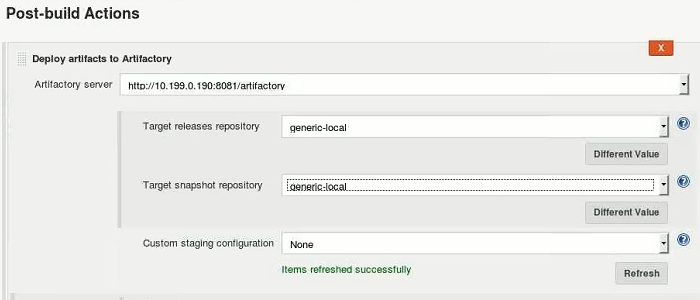 Post-build Actions
X
Deploy artifacts to Artifactory
Artifactory server http://10.199.0.190:8081/artifactory
Target releases repository generic-local
Different Value
Target snapshot repository generic-local
Different Value
Custom staging configuration None
Items refreshed successfully Refresh